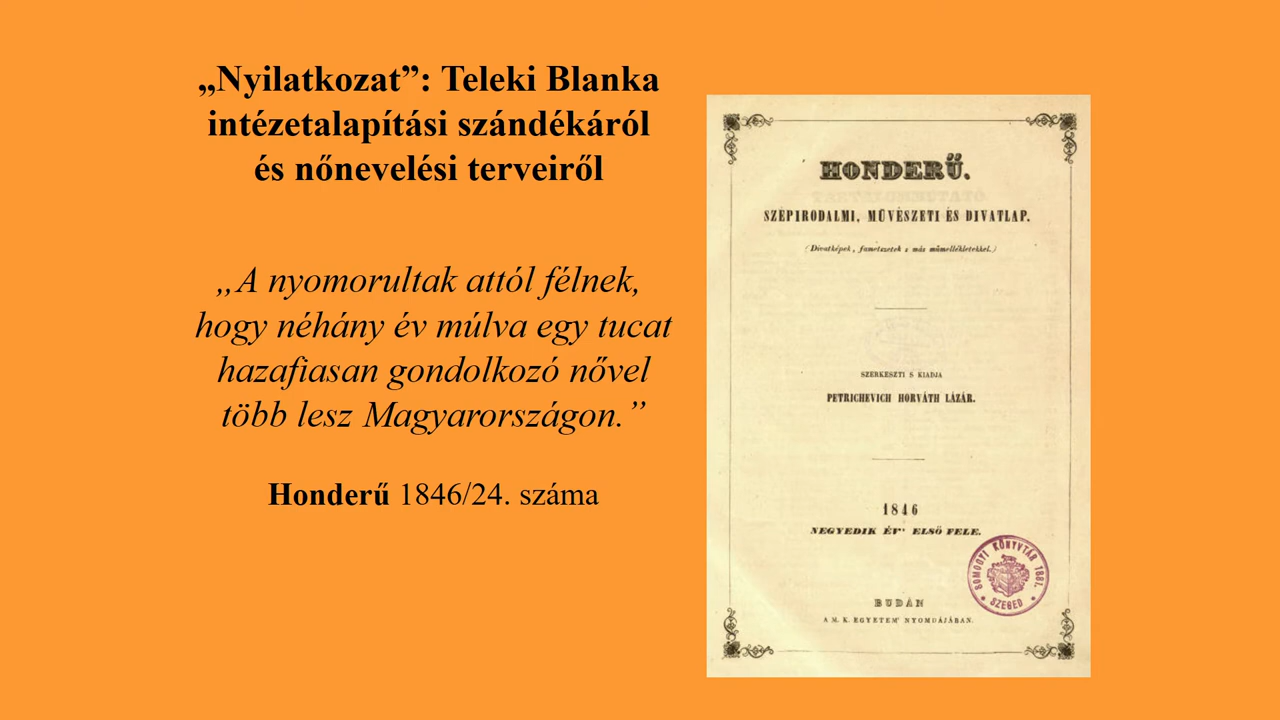 „Nyilatkozat”: Teleki Blanka
intézetalapítási szándékáról
és nőnevelési terveiről
„A nyomorultak attól félnek,
hogy néhány év múlva egy tucat
hazafiasan gondolkozó nővel
több lesz Magyarországon.”
Honderű 1846/24. száma
HONDERŰ.
SZÉPIRODALMI, MŰVÉSZETI ÉS DIVATLAP.
(Divatképek, fametszetek s más műmellékletekkel.)
SZERKESZTI S KIADJA
PETRICHEVICH HORVÁTH LÁZÁR.
1846
NEGYEDIK ÉV' ELSŐ FELE.
SOMOGYI KÖNYVTÁR 1881.
SZEGED
BUDÁN
A M. K. EGYETEM' NYOMDÁJÁBAN.